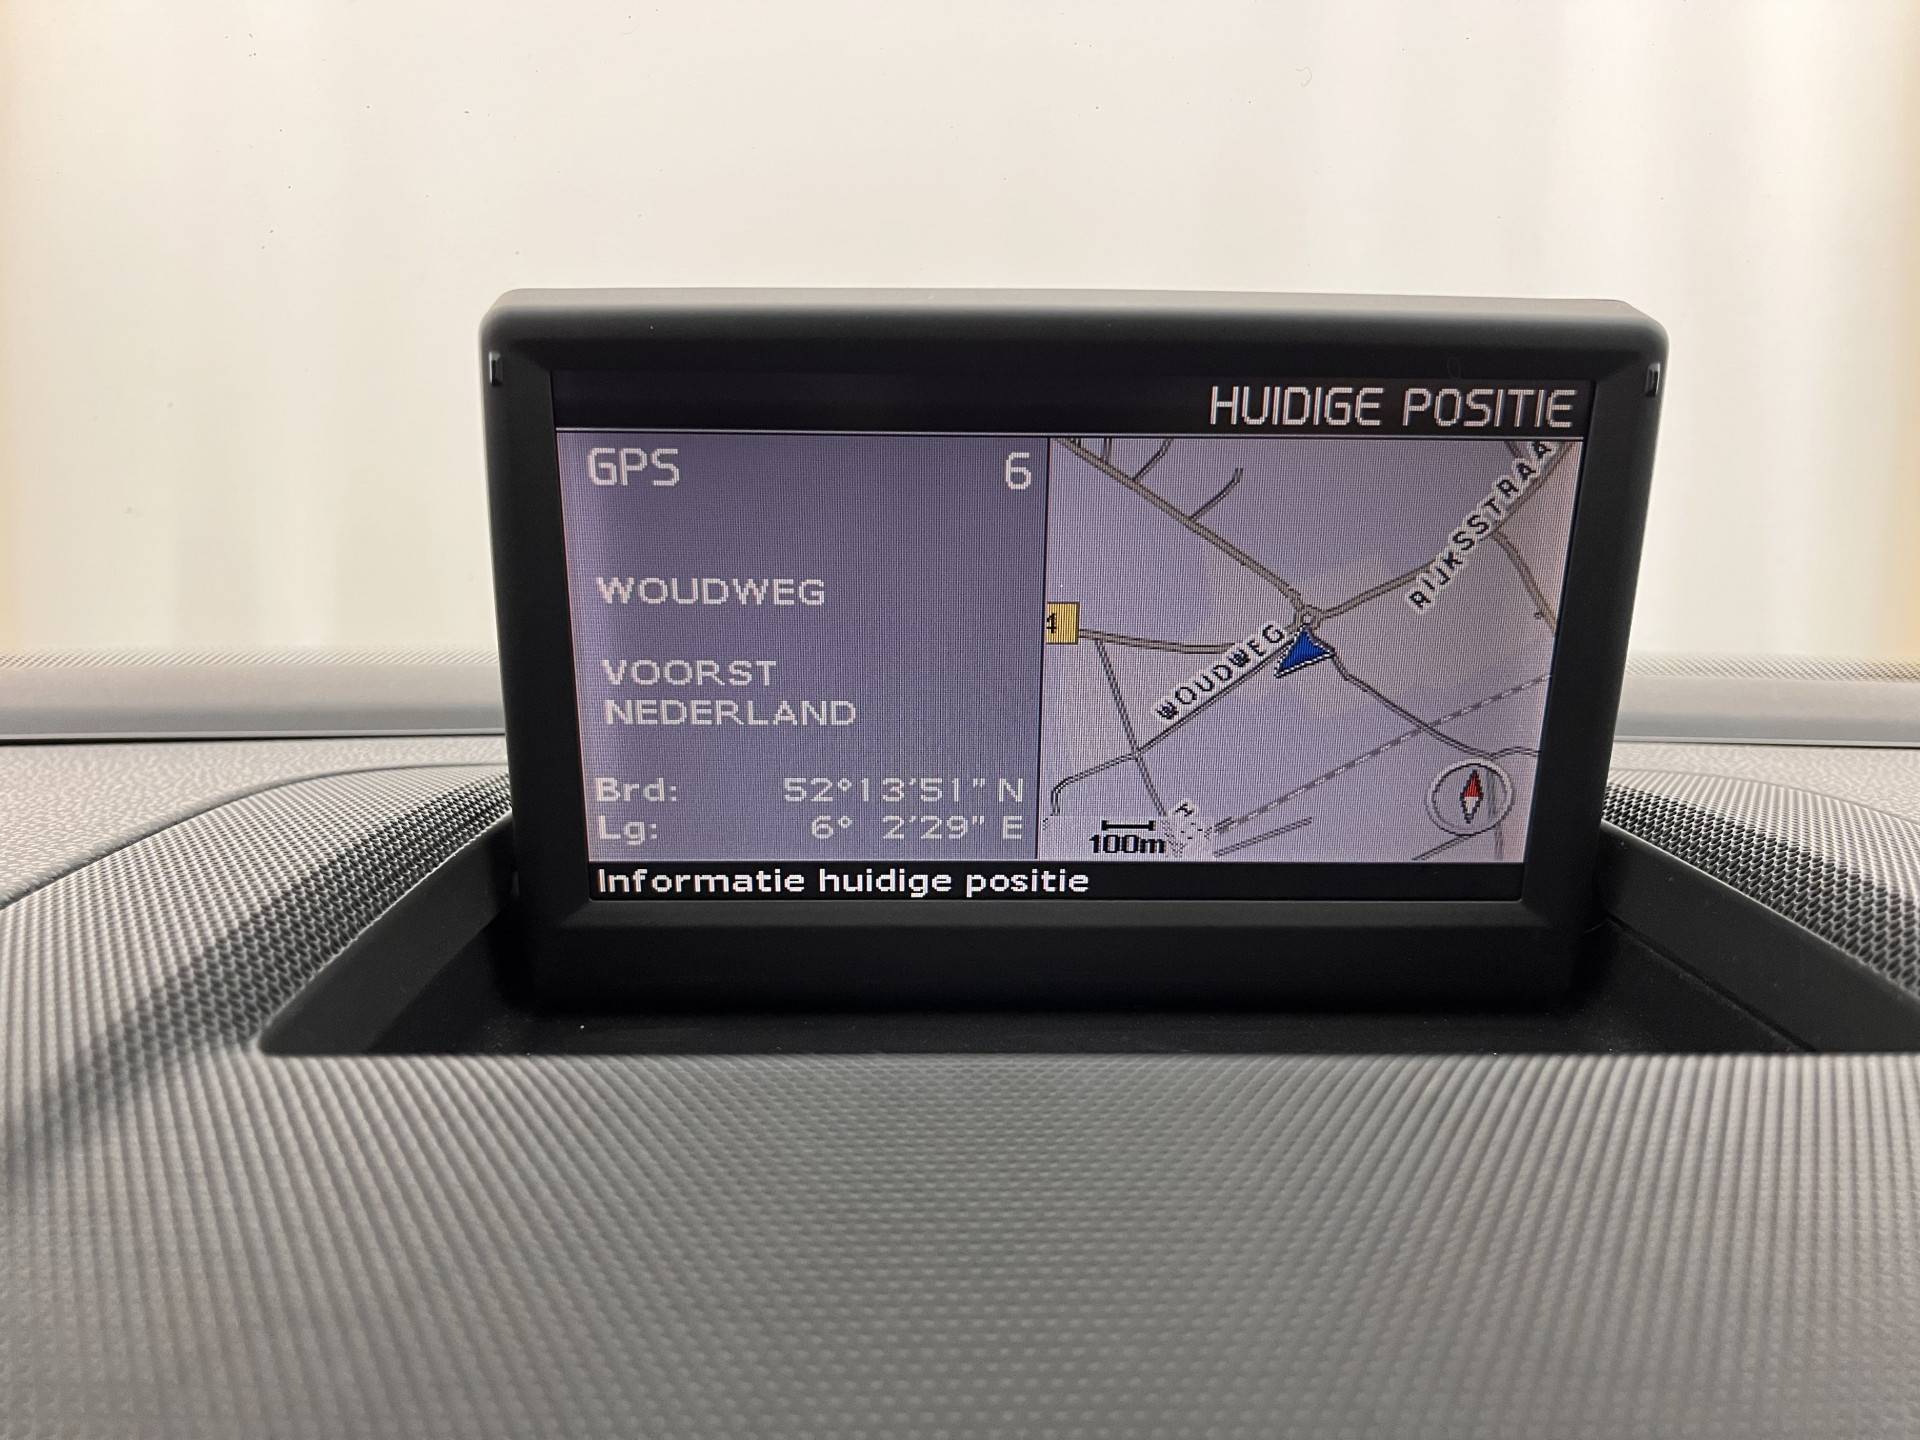 HUIDIGE POSITIE
GPS 6
WOUDWEG
VOORST
NEDERLAND
Brd: 52°13'51" N
Lg: 6° 2'29" E
RIJKSSTRAA
4
WOUDWEG
100m
Informatie huidige positie